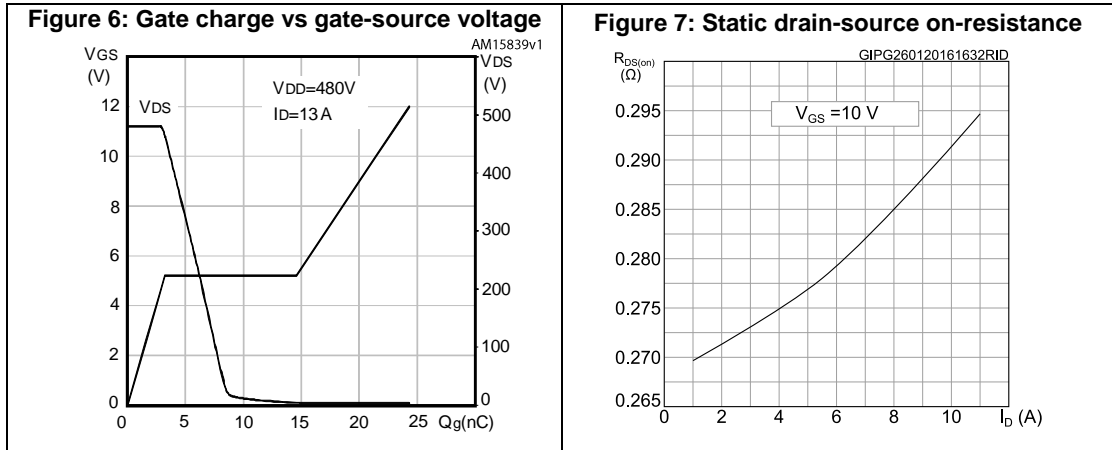 Figure 6: Gate charge vs gate-source voltage
AM15839v1
VGS
(V)
VDS
(V)
VDD=480V
ID=13A
VDS
12
10
8
6
4
2
0
500
400
300
200
100
0
0
5
10
15
20
25
Qg(nC)
Figure 7: Static drain-source on-resistance
GIPG260120161632RID
RDS(on)
(Ω)
VGS =10 V
0.295
0.290
0.285
0.280
0.275
0.270
0.265
0
2
4
6
8
10
ID (A)